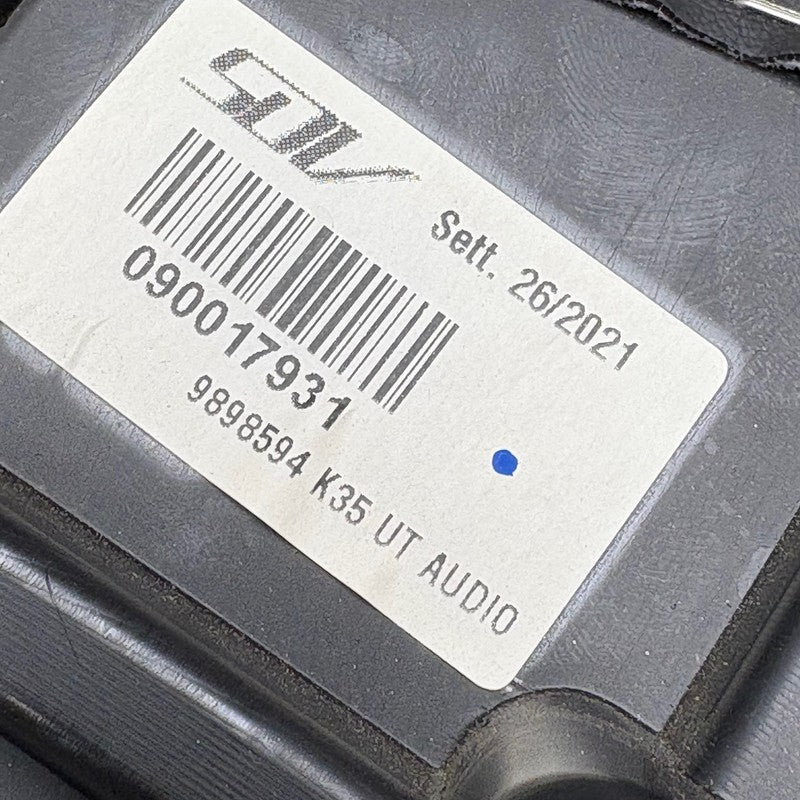 SDV
Sett. 26/2021
090017931
9898594 K35 UT AUDIO